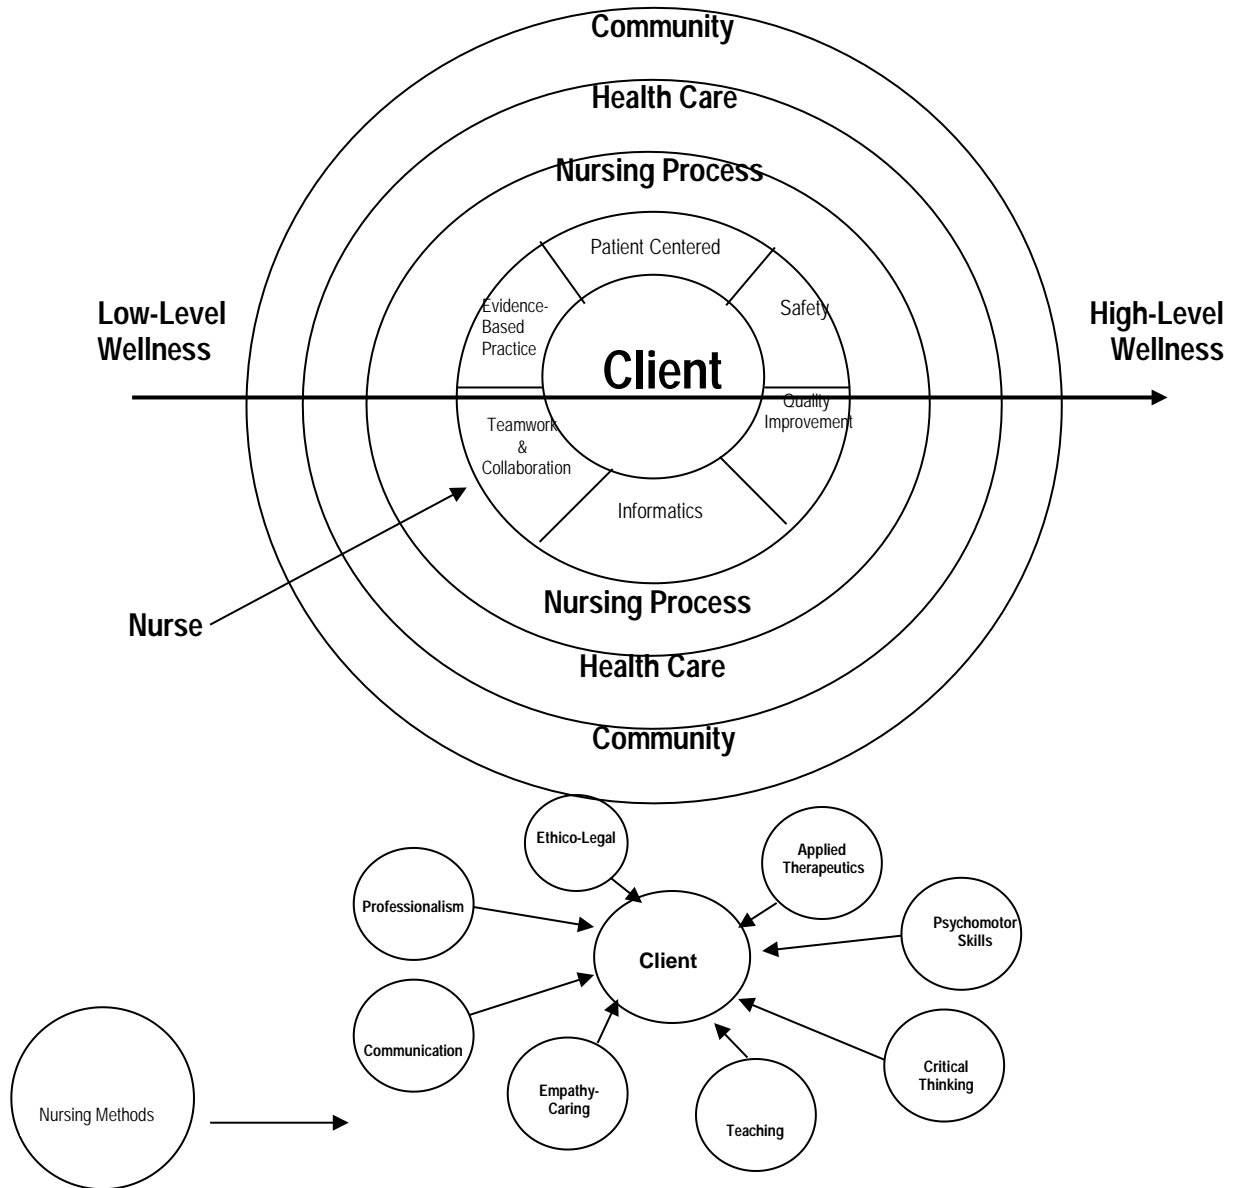 Community
Health Care
Nursing Process
Patient Centered
Evidence-
Based
Practice
Safety
Low-Level
Wellness
High-Level
Wellness
Client
Quality
Improvement
Teamwork
&
Collaboration
Informatics
Nursing Process
Nurse
Health Care
Community
Ethico-Legal
Applied
Therapeutics
Professionalism
Psychomotor
Skills
Client
Communication
Empathy-
Caring
Critical
Thinking
Teaching
Nursing Methods